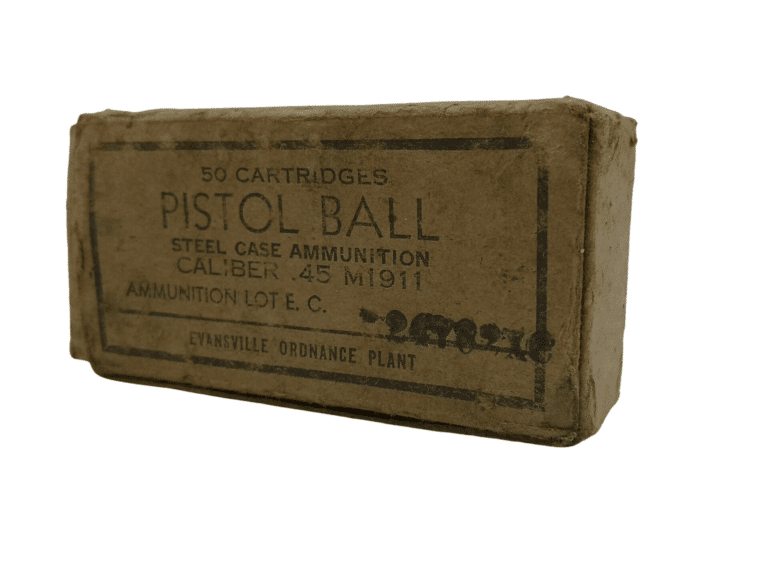 50 CARTRIDGES
PISTOL BALL
STEEL CASE AMMUNITION
CALIBER .45 M1911
AMMUNITION LOT E. C.
EVANSVILLE ORDNANCE PLANT